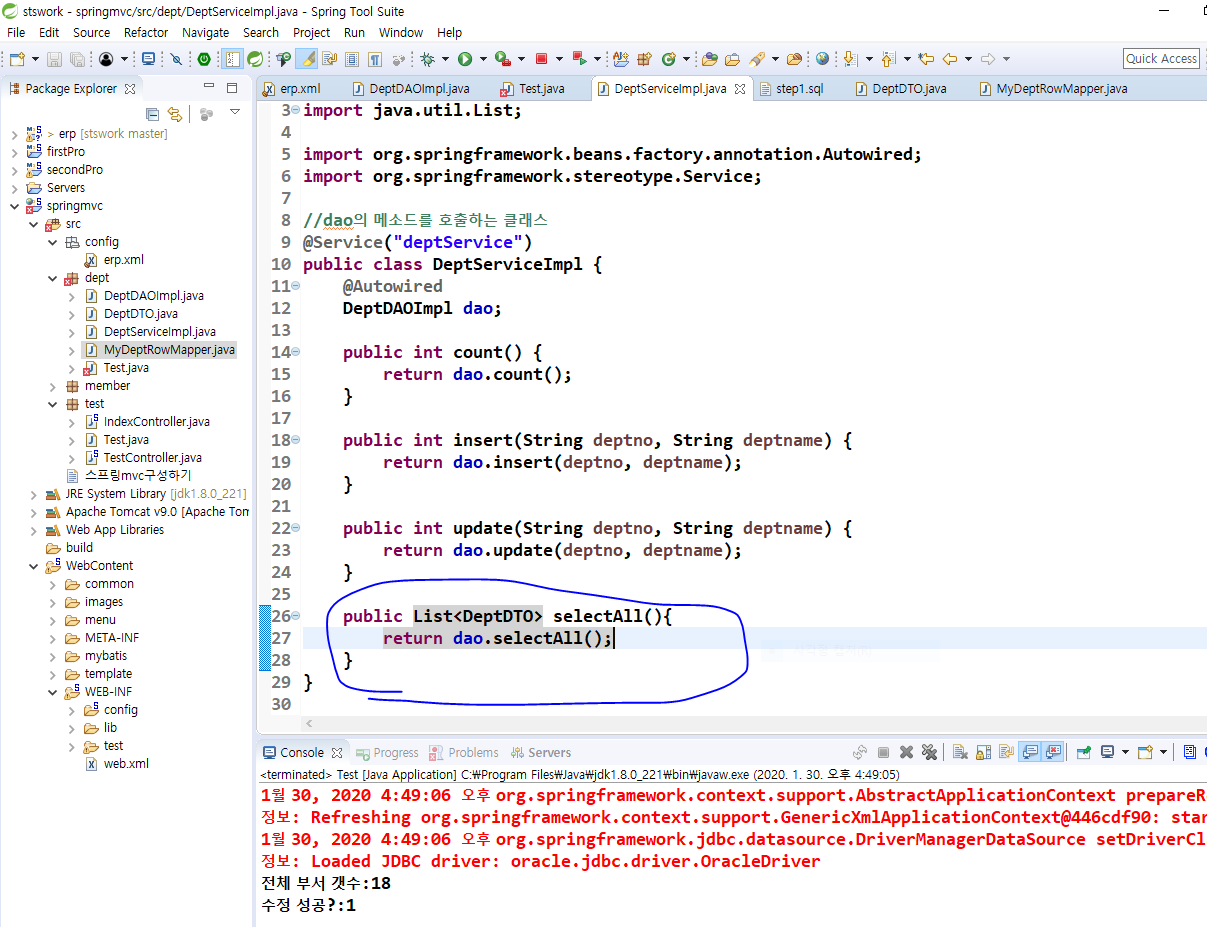 stswork - springmvc/src/dept/DeptServiceImpl.java - Spring Tool Suite
File Edit Source Refactor Navigate Search Project Run Window Help
Quick Access
Package Explorer
erp.xml DeptDAOImpl.java Test.java DeptServiceImpl.java step1.sql DeptDTO.java MyDeptRowMapper.java
> erp [stswork master]
firstPro
secondPro
Servers
springmvc
src
config
erp.xml
dept
DeptDAOImpl.java
DeptDTO.java
DeptServiceImpl.java
MyDeptRowMapper.java
Test.java
member
test
IndexController.java
Test.java
TestController.java
스프링mvc구성하기
JRE System Library [jdk1.8.0_221]
Apache Tomcat v9.0 [Apache Tom
Web App Libraries
build
WebContent
common
images
menu
META-INF
mybatis
template
WEB-INF
config
lib
test
web.xml
3 import java.util.List;
4
5 import org.springframework.beans.factory.annotation.Autowired;
6 import org.springframework.stereotype.Service;
7
8 //dao의 메소드를 호출하는 클래스
9 @Service("deptService")
10 public class DeptServiceImpl {
11 @Autowired
12 DeptDAOImpl dao;
13
14 public int count() {
15 return dao.count();
16 }
17
18 public int insert(String deptno, String deptname) {
19 return dao.insert(deptno, deptname);
20 }
21
22 public int update(String deptno, String deptname) {
23 return dao.update(deptno, deptname);
24 }
25
26 public List<DeptDTO> selectAll(){
27 return dao.selectAll();
28 }
29 }
30
Console Progress Problems Servers
<terminated> Test [Java Application] C:₩Program Files₩Java₩jdk1.8.0_221₩bin₩javaw.exe (2020. 1. 30. 오후 4:49:05)
1월 30, 2020 4:49:06 오후 org.springframework.context.support.AbstractApplicationContext prepareR
정보: Refreshing org.springframework.context.support.GenericXmlApplicationContext@446cdf90: star
1월 30, 2020 4:49:06 오후 org.springframework.jdbc.datasource.DriverManagerDataSource setDriverCl
정보: Loaded JDBC driver: oracle.jdbc.driver.OracleDriver
전체 부서 갯수:18
수정 성공?:1